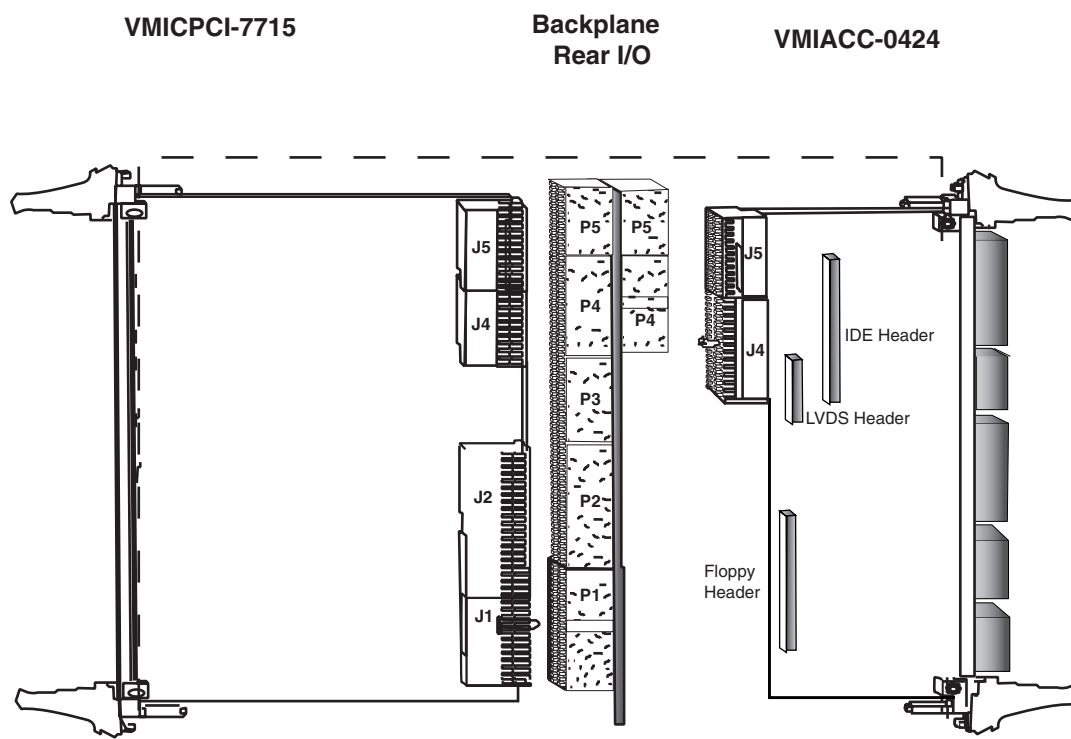 VMICPCI-7715
Backplane
Rear I/O
VMIACC-0424
J5
J4
J2
J1
P5
P5
P4
P4
P3
P2
P1
J5
J4
IDE Header
LVDS Header
Floppy
Header